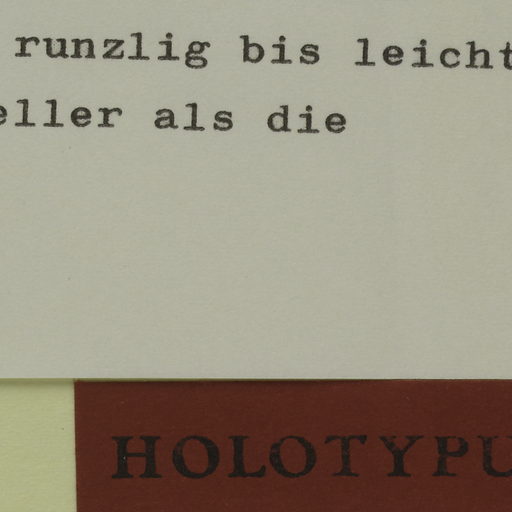 runzlig bis leicht
eller als die
HOLOTYPU